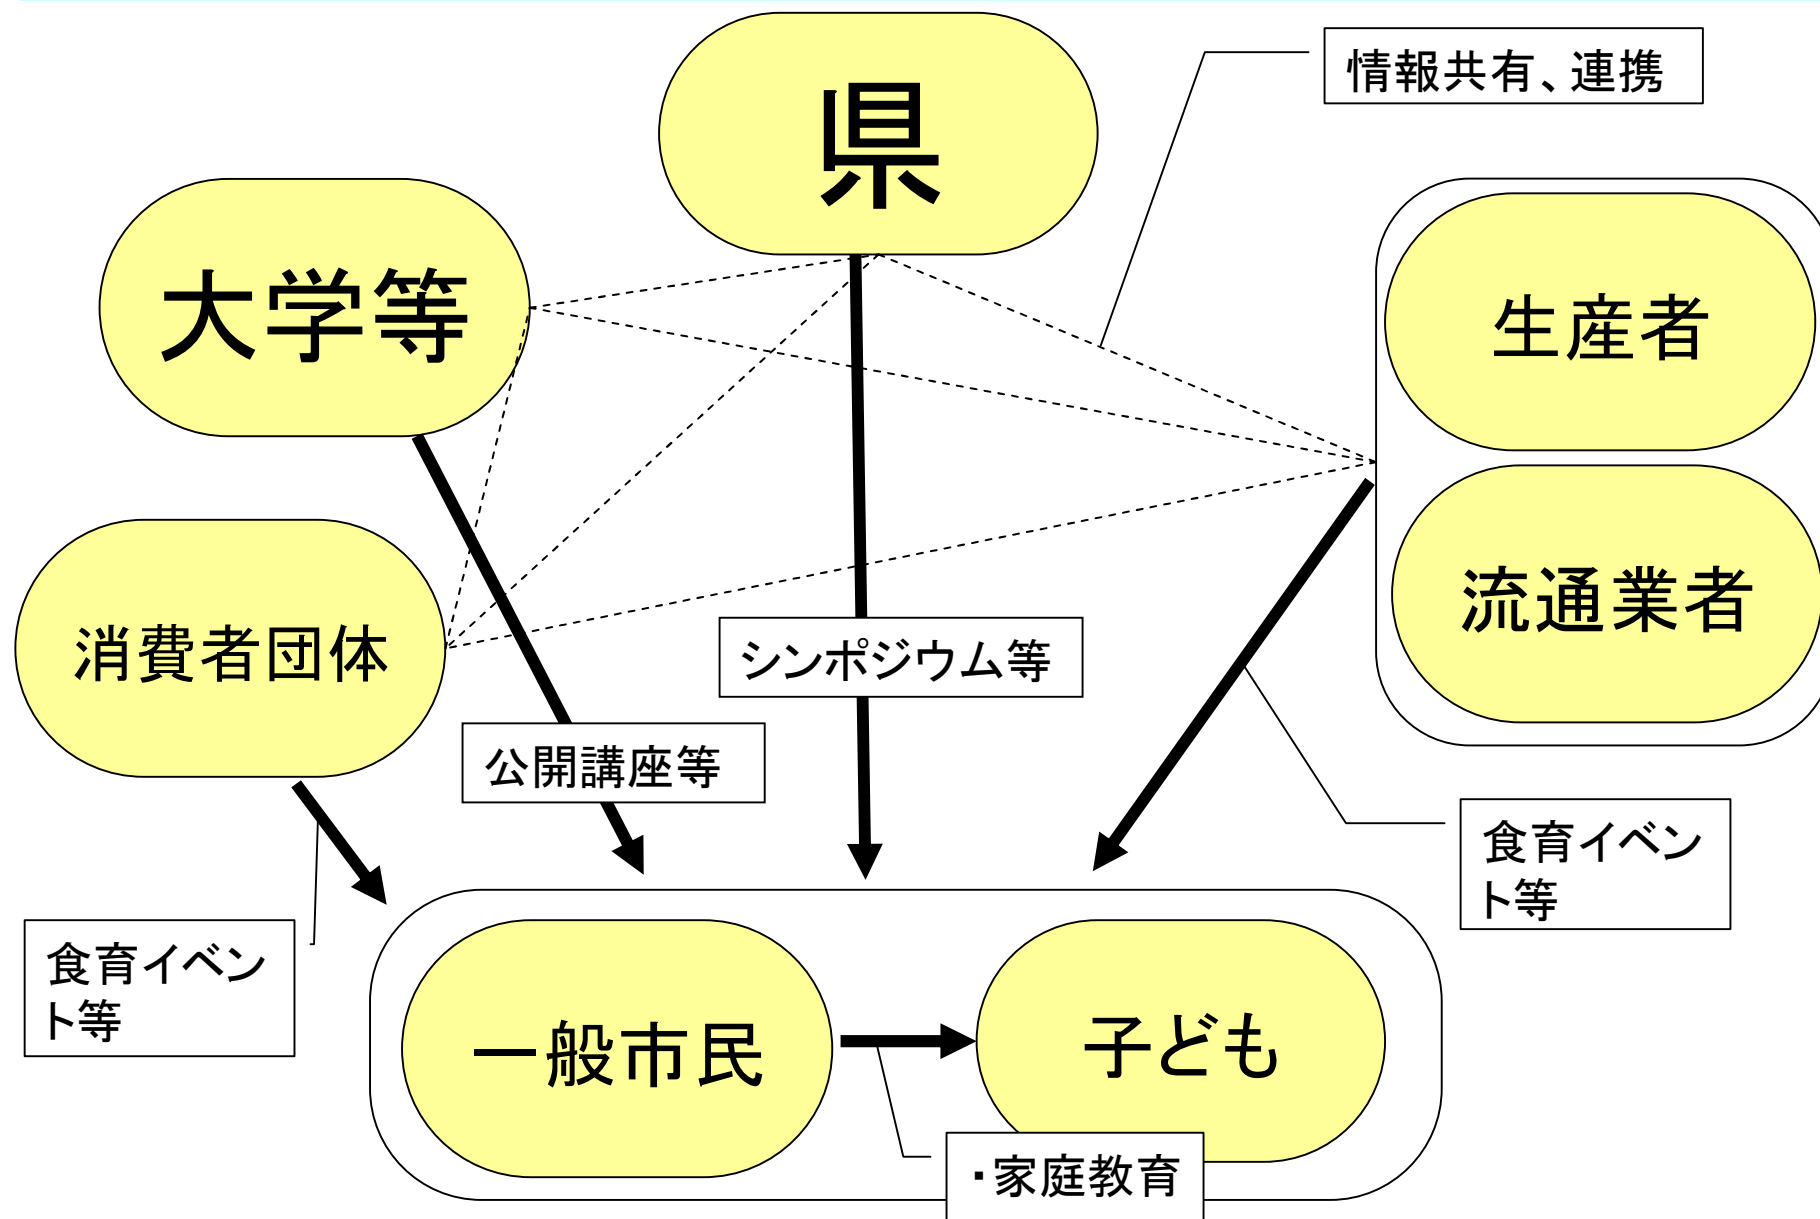 県
情報共有、連携
大学等
生産者
流通業者
消費者団体
シンポジウム等
公開講座等
食育イベン
ト等
食育イベン
ト等
一般市民
子ども
・家庭教育